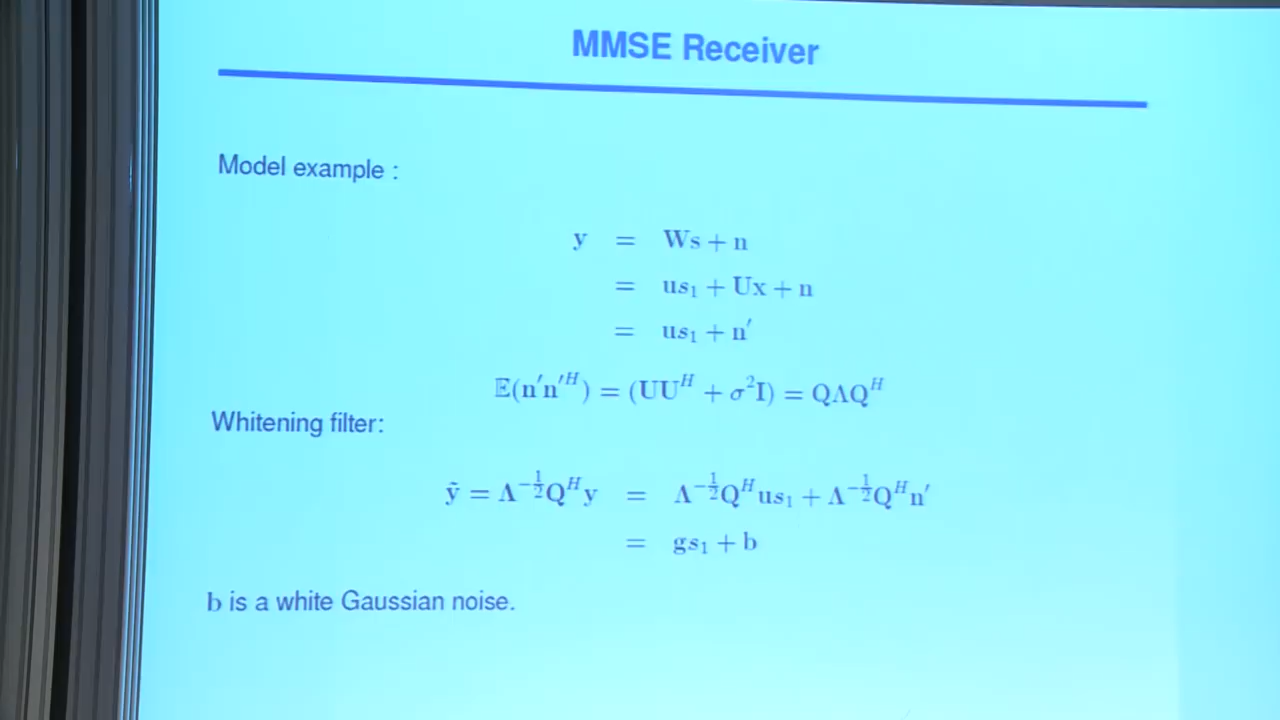 MMSE Receiver
Model example :
y = Ws + n
= us₁ + Ux + n
= us₁ + n′
𝔼(n′n′ᴴ) = (UUᴴ + σ²I) = QΛQᴴ
Whitening filter:
ỹ = Λ^{-1/2}Qᴴy = Λ^{-1/2}Qᴴus₁ + Λ^{-1/2}Qᴴn′
= gs₁ + b
b is a white Gaussian noise.